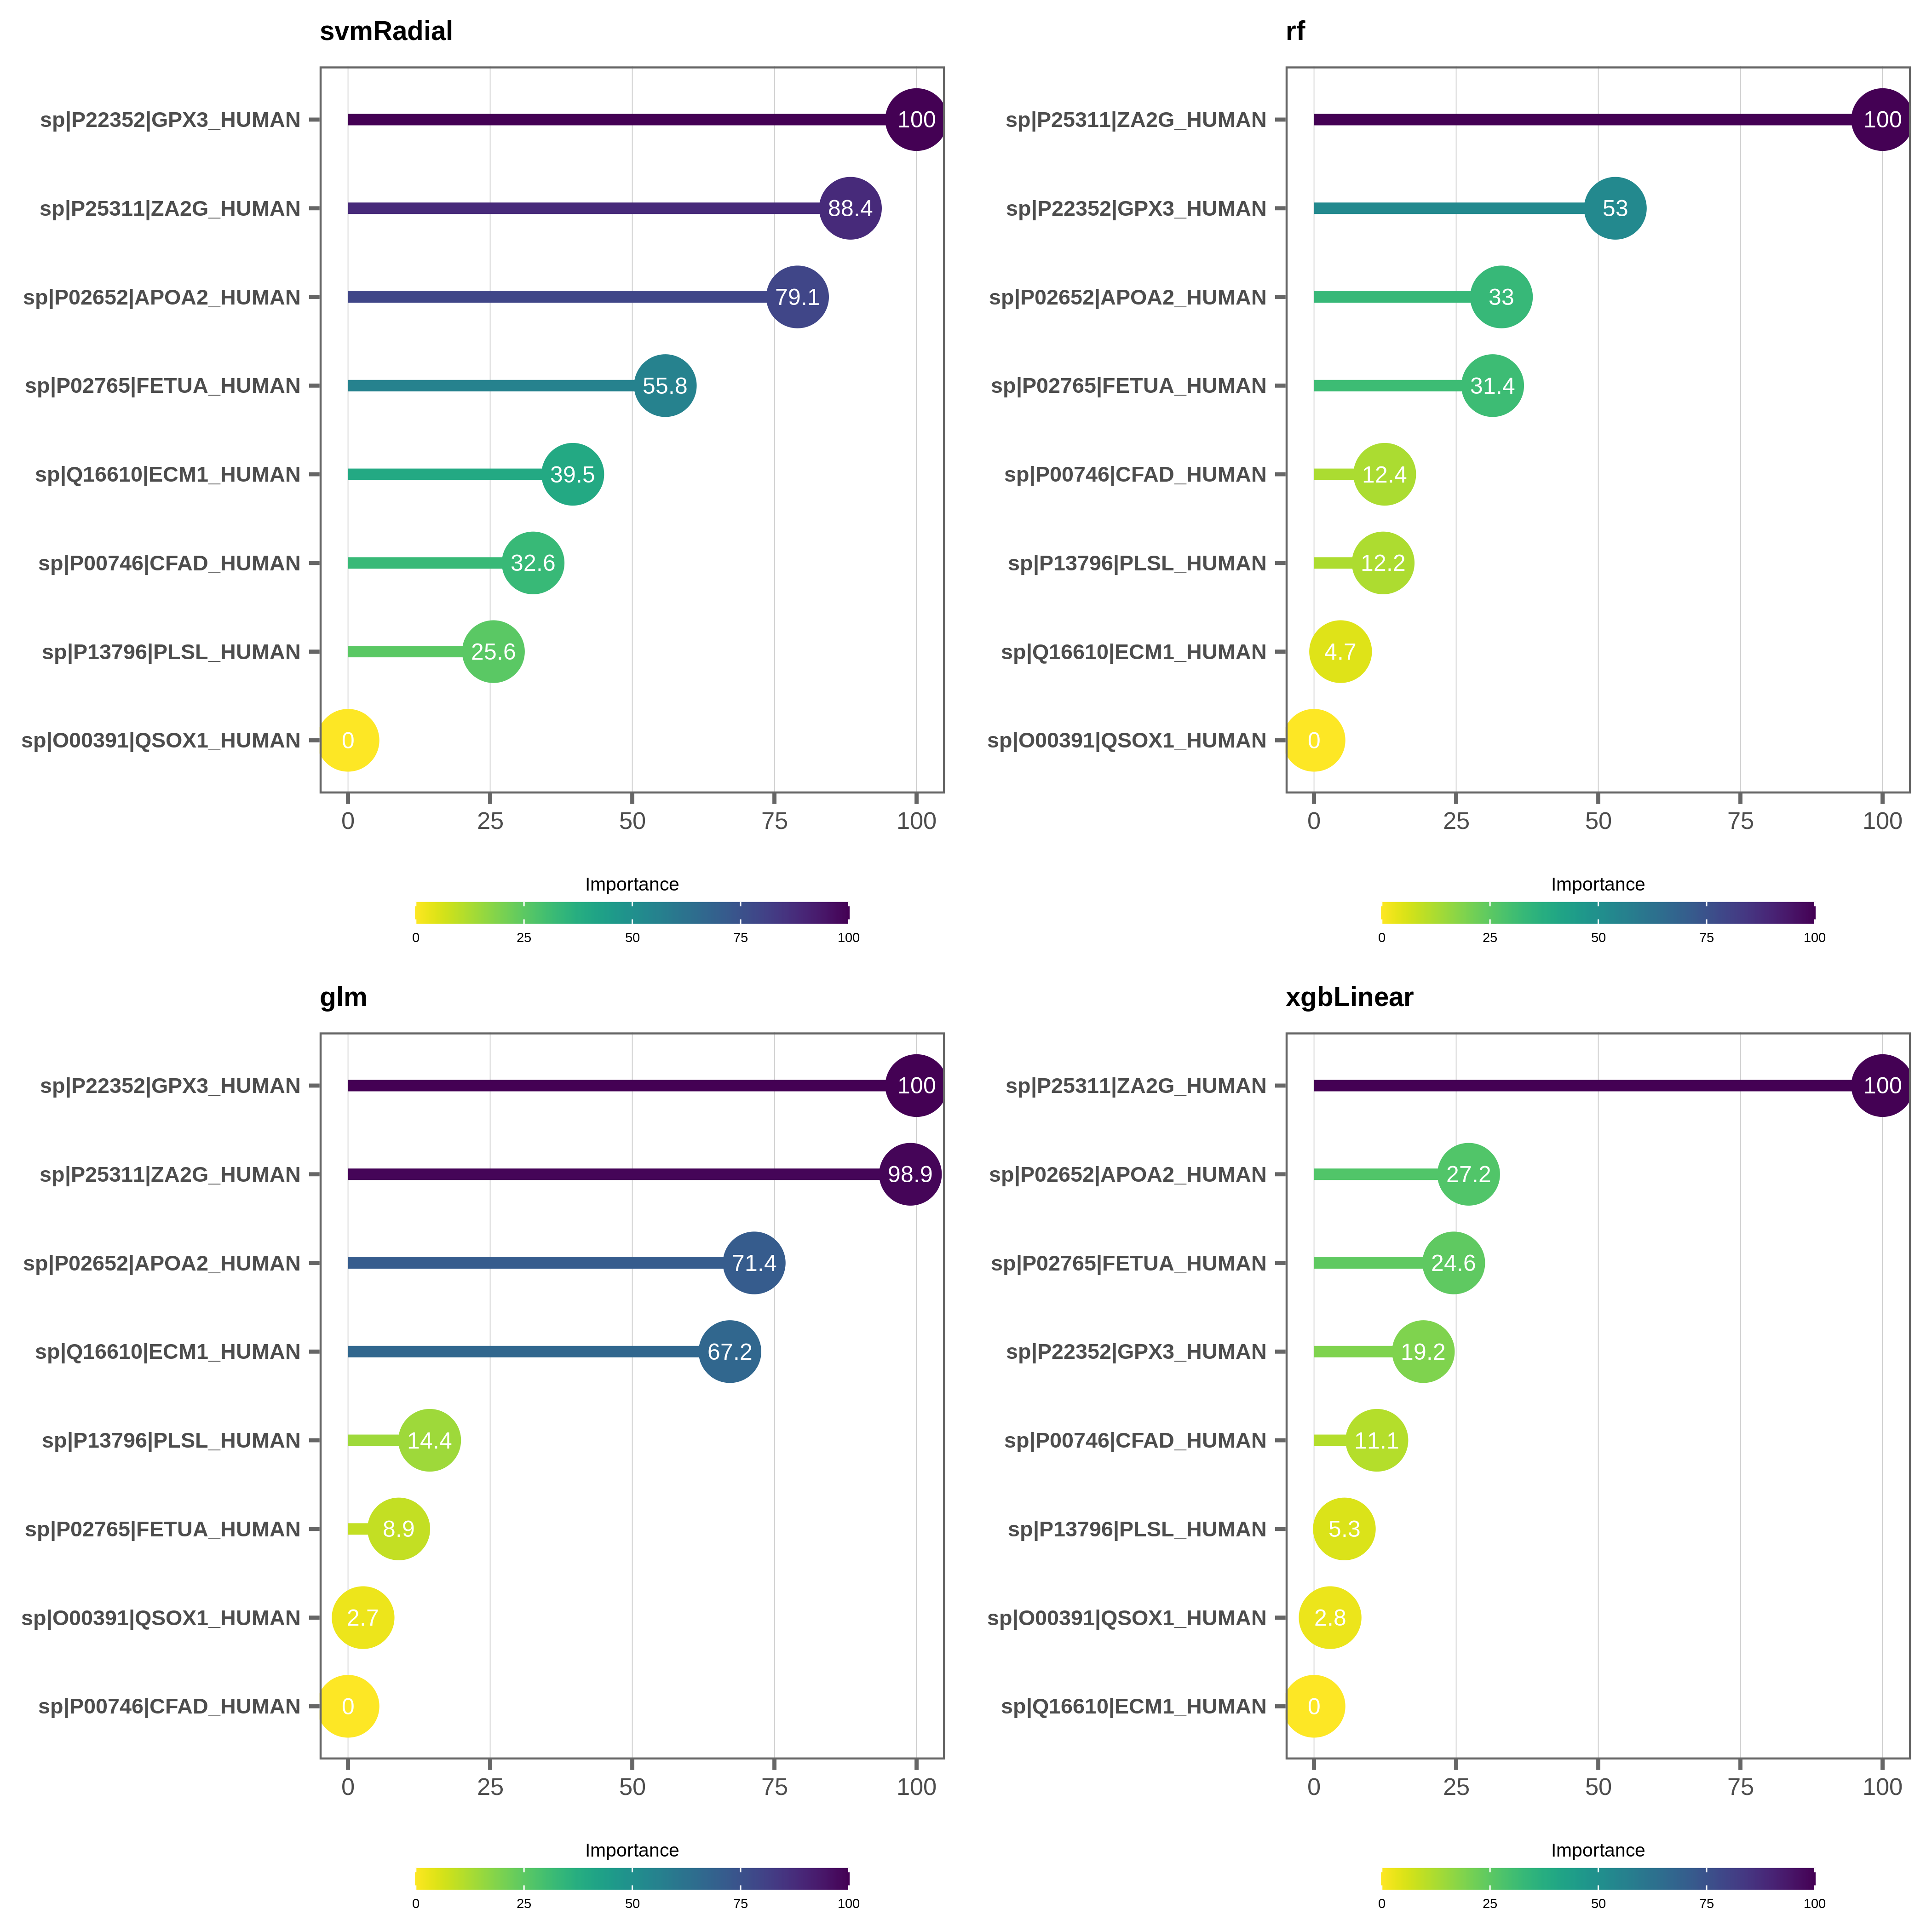 svmRadial
sp|P22352|GPX3_HUMAN 100
sp|P25311|ZA2G_HUMAN 88.4
sp|P02652|APOA2_HUMAN 79.1
sp|P02765|FETUA_HUMAN 55.8
sp|Q16610|ECM1_HUMAN 39.5
sp|P00746|CFAD_HUMAN 32.6
sp|P13796|PLSL_HUMAN 25.6
sp|O00391|QSOX1_HUMAN 0
0 25 50 75 100
Importance
0 25 50 75 100
rf
sp|P25311|ZA2G_HUMAN 100
sp|P22352|GPX3_HUMAN 53
sp|P02652|APOA2_HUMAN 33
sp|P02765|FETUA_HUMAN 31.4
sp|P00746|CFAD_HUMAN 12.4
sp|P13796|PLSL_HUMAN 12.2
sp|Q16610|ECM1_HUMAN 4.7
sp|O00391|QSOX1_HUMAN 0
0 25 50 75 100
Importance
0 25 50 75 100
glm
sp|P22352|GPX3_HUMAN 100
sp|P25311|ZA2G_HUMAN 98.9
sp|P02652|APOA2_HUMAN 71.4
sp|Q16610|ECM1_HUMAN 67.2
sp|P13796|PLSL_HUMAN 14.4
sp|P02765|FETUA_HUMAN 8.9
sp|O00391|QSOX1_HUMAN 2.7
sp|P00746|CFAD_HUMAN 0
0 25 50 75 100
Importance
0 25 50 75 100
xgbLinear
sp|P25311|ZA2G_HUMAN 100
sp|P02652|APOA2_HUMAN 27.2
sp|P02765|FETUA_HUMAN 24.6
sp|P22352|GPX3_HUMAN 19.2
sp|P00746|CFAD_HUMAN 11.1
sp|P13796|PLSL_HUMAN 5.3
sp|O00391|QSOX1_HUMAN 2.8
sp|Q16610|ECM1_HUMAN 0
0 25 50 75 100
Importance
0 25 50 75 100